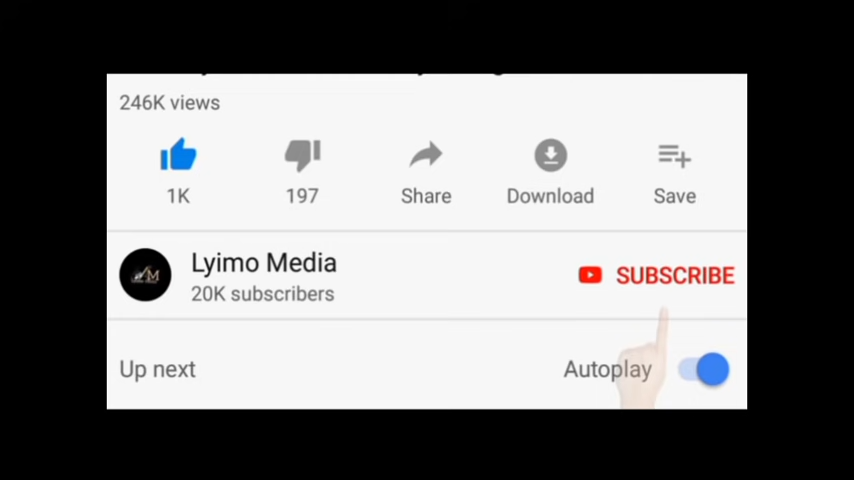 246K views
1K 197 Share Download Save
Lyimo Media
20K subscribers
SUBSCRIBE
Up next Autoplay